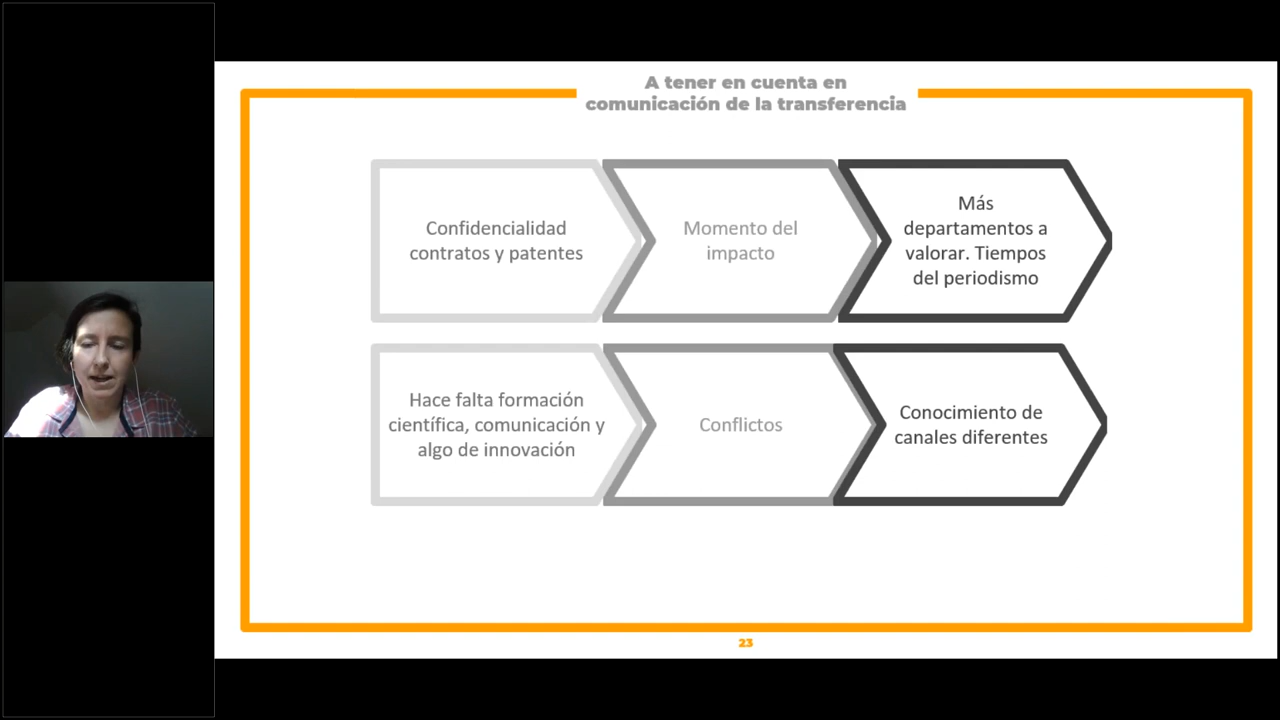 A tener en cuenta en
comunicación de la transferencia
Confidencialidad
contratos y patentes
Momento del
impacto
Más
departamentos a
valorar. Tiempos
del periodismo
Hace falta formación
científica, comunicación y
algo de innovación
Conflictos
Conocimiento de
canales diferentes
23